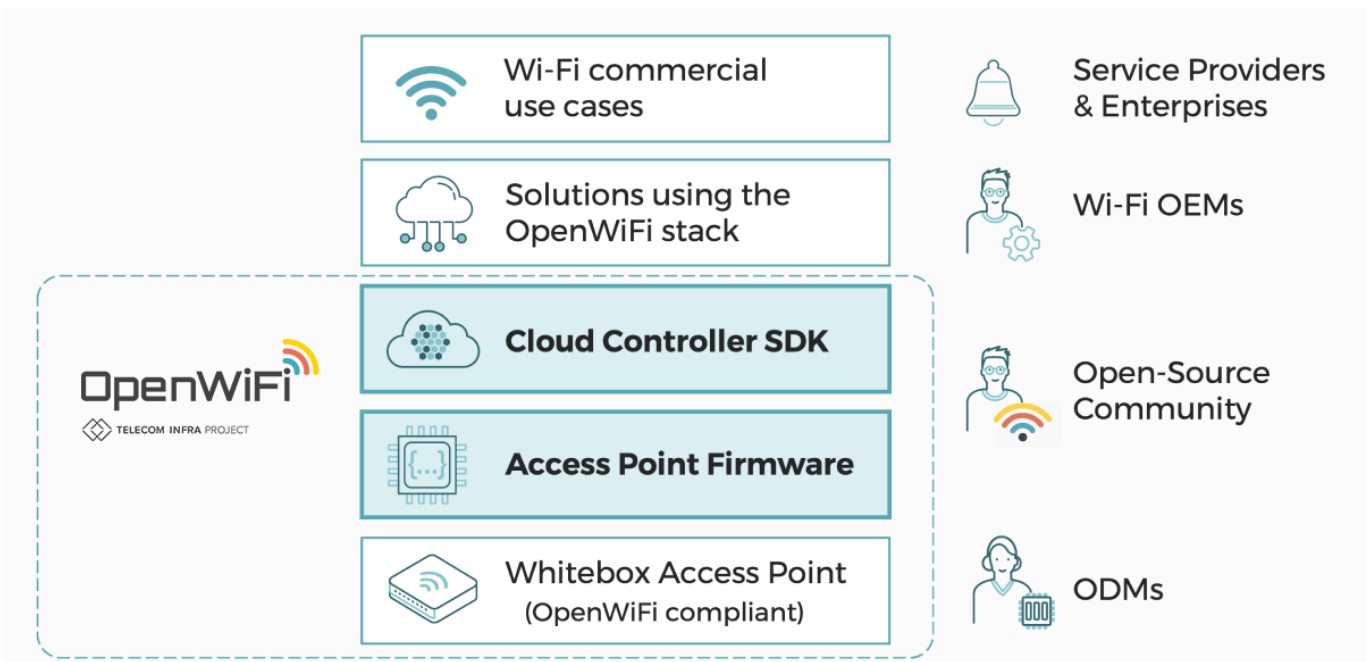 Wi-Fi commercial
use cases
Service Providers
& Enterprises
Solutions using the
OpenWiFi stack
Wi-Fi OEMs
OpenWiFi
TELECOM INFRA PROJECT
Cloud Controller SDK
Access Point Firmware
Open-Source
Community
{...}
Whitebox Access Point
(OpenWiFi compliant)
ODMs